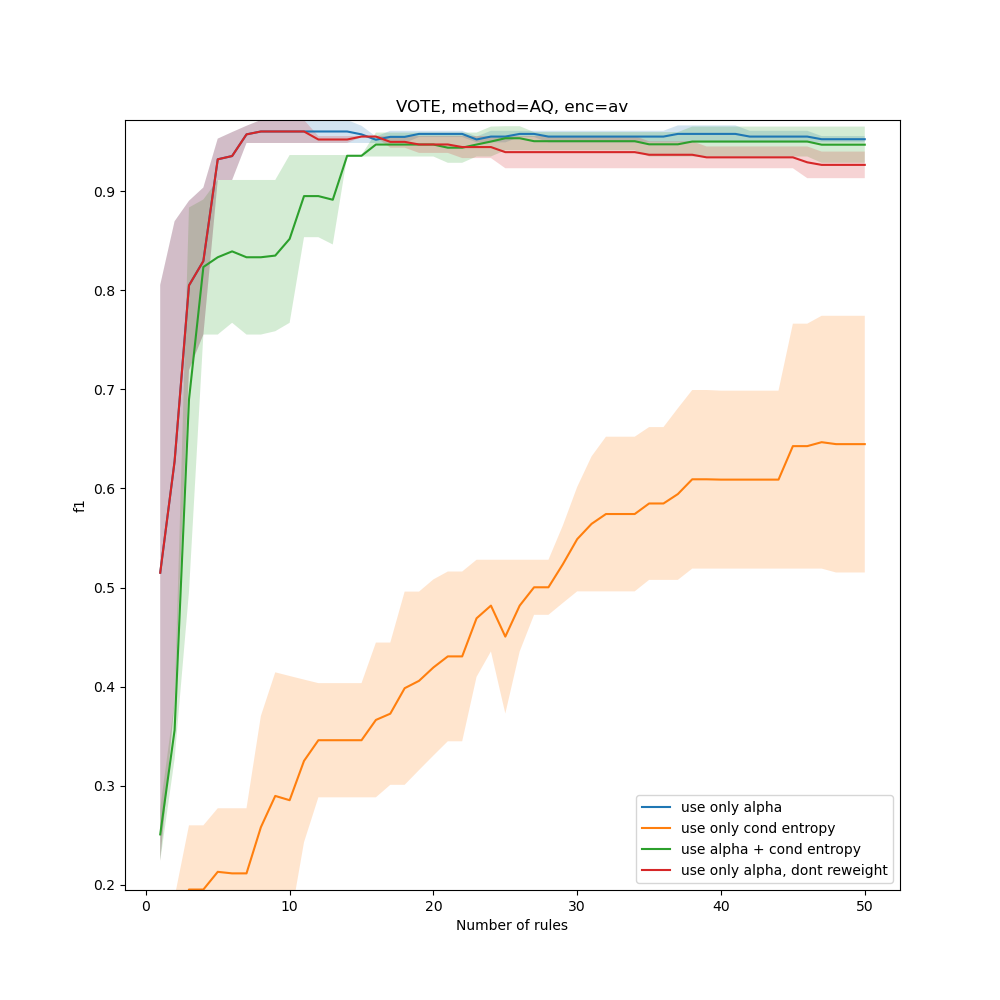 VOTE, method=AQ, enc=av
f1
0.9
0.8
0.7
0.6
0.5
0.4
0.3
0.2
0 10 20 30 40 50
Number of rules
use only alpha
use only cond entropy
use alpha + cond entropy
use only alpha, dont reweight